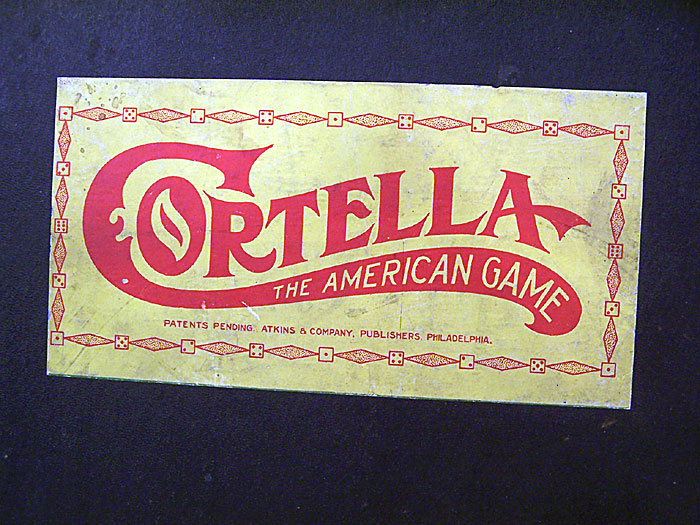 CORTELLA
THE AMERICAN GAME
PATENTS PENDING. ATKINS & COMPANY, PUBLISHERS, PHILADELPHIA.